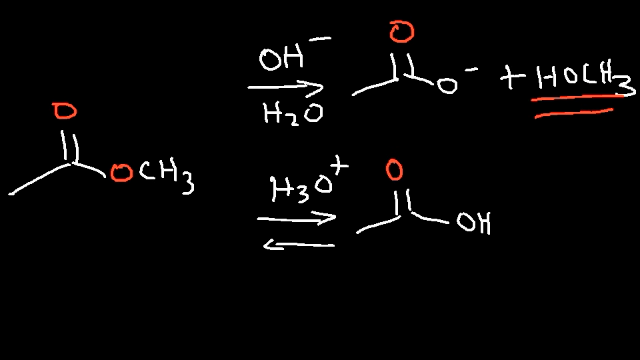 O
OCH3
OH-
H2O
O
O- + HOCH3
H3O+
O
OH